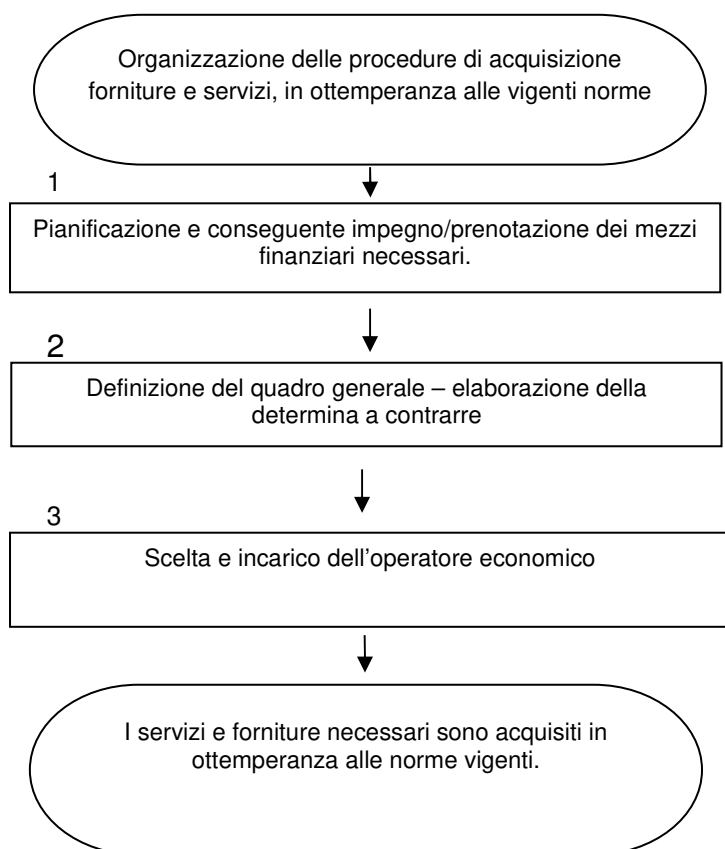 Organizzazione delle procedure di acquisizione
forniture e servizi, in ottemperanza alle vigenti norme
1
Pianificazione e conseguente impegno/prenotazione dei mezzi
finanziari necessari.
2
Definizione del quadro generale – elaborazione della
determina a contrarre
3
Scelta e incarico dell’operatore economico
I servizi e forniture necessari sono acquisiti in
ottemperanza alle norme vigenti.